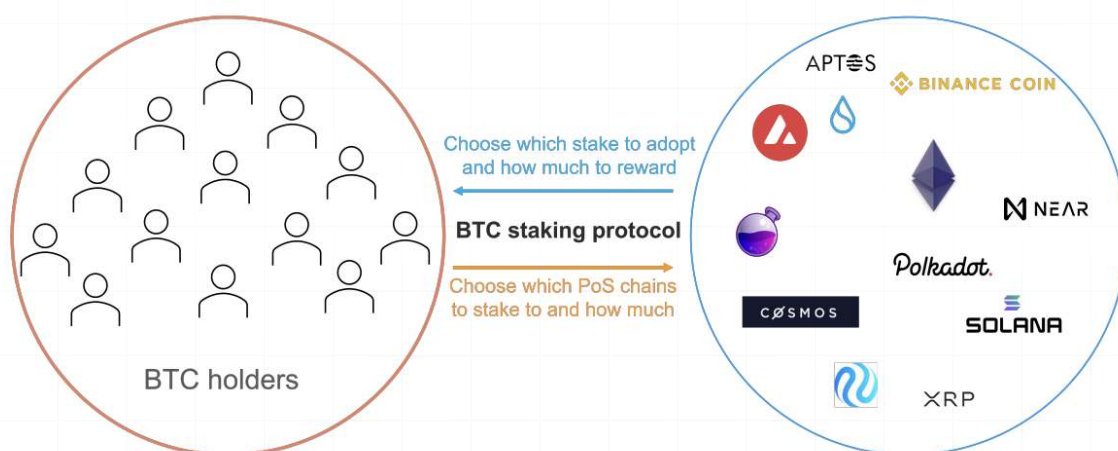 APTOS
BINANCE COIN
Choose which stake to adopt
and how much to reward
BTC staking protocol
Choose which PoS chains
to stake to and how much
NEAR
Polkadot.
COSMOS
SOLANA
XRP
BTC holders